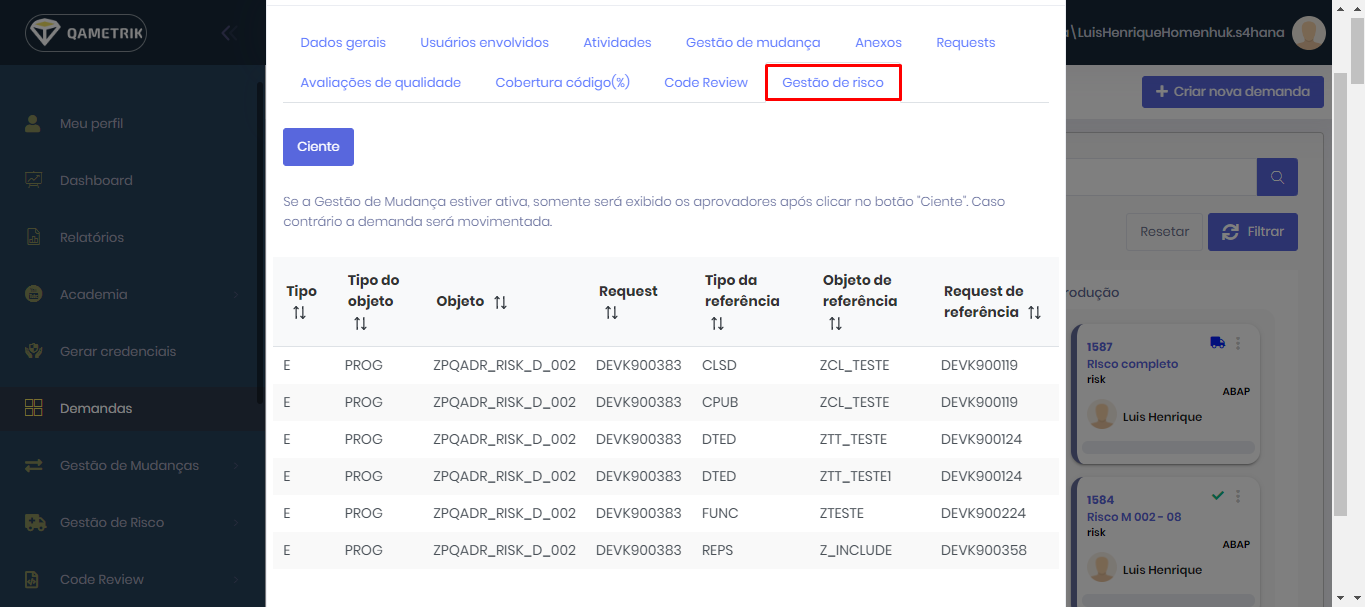 QAMETRIK
Meu perfil
Dashboard
Relatórios
Academia
Gerar credenciais
Demandas
Gestão de Mudanças
Gestão de Risco
Code Review
Dados gerais Usuários envolvidos Atividades Gestão de mudança Anexos Requests
Avaliações de qualidade Cobertura código(%) Code Review Gestão de risco
Ciente
Se a Gestão de Mudança estiver ativa, somente será exibido os aprovadores após clicar no botão "Ciente". Caso
contrário a demanda será movimentada.
Tipo Tipo do objeto Objeto Request Tipo da referência Objeto de referência Request de referência
E PROG ZPQADR_RISK_D_002 DEVK900383 CLSD ZCL_TESTE DEVK900119
E PROG ZPQADR_RISK_D_002 DEVK900383 CPUB ZCL_TESTE DEVK900119
E PROG ZPQADR_RISK_D_002 DEVK900383 DTED ZTT_TESTE DEVK900124
E PROG ZPQADR_RISK_D_002 DEVK900383 DTED ZTT_TESTE1 DEVK900124
E PROG ZPQADR_RISK_D_002 DEVK900383 FUNC ZTESTE DEVK900224
E PROG ZPQADR_RISK_D_002 DEVK900383 REPS Z_INCLUDE DEVK900358
\LuisHenriqueHomenhuk.s4hana
+ Criar nova demanda
Resetar Filtrar
rodução
1587
RIsco completo
risk
ABAP
Luis Henrique
1584
Risco M 002 - 08
risk
ABAP
Luis Henrique